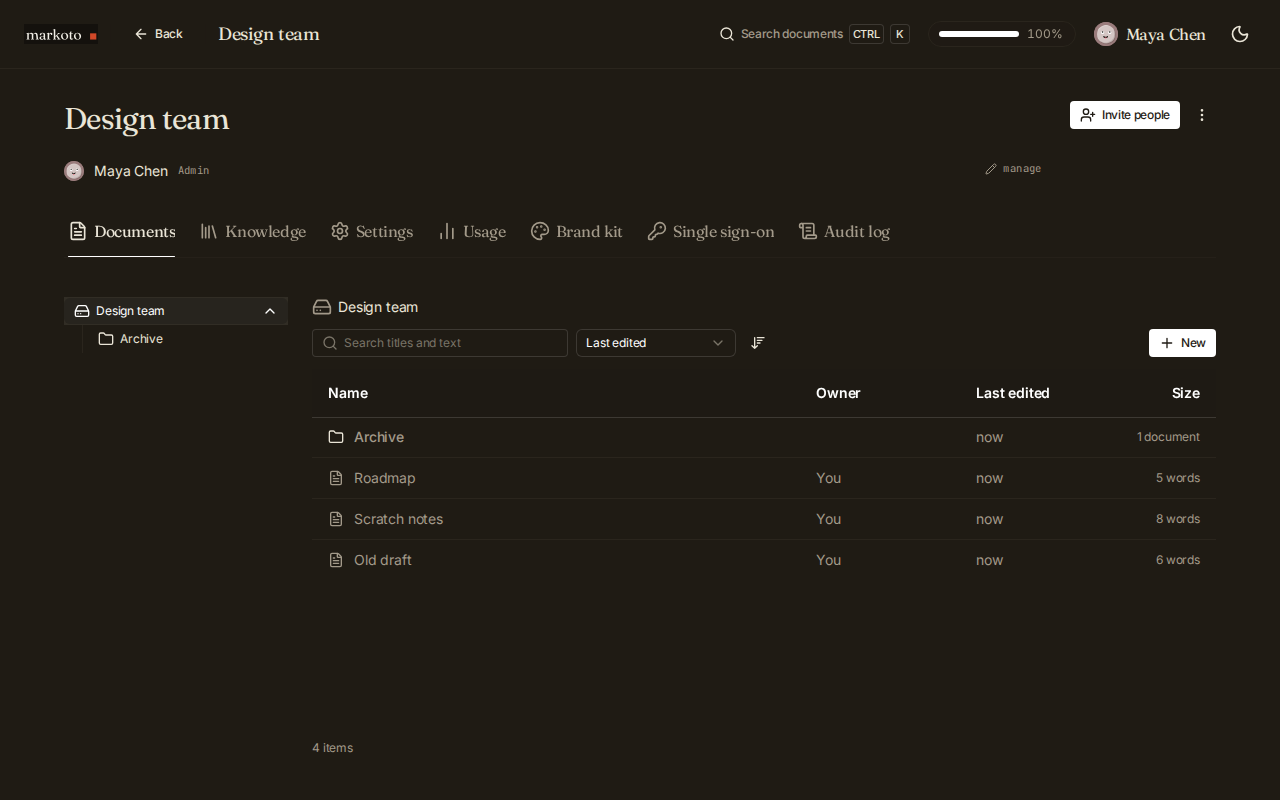 markoto
Back
Design team
Search documents CTRL K
100%
Maya Chen
Design team
Invite people
Maya Chen Admin
manage
Documents Knowledge Settings Usage Brand kit Single sign-on Audit log
Design team
Archive
Design team
Search titles and text
Last edited
New
Name Owner Last edited Size
Archive now 1 document
Roadmap You now 5 words
Scratch notes You now 8 words
Old draft You now 6 words
4 items